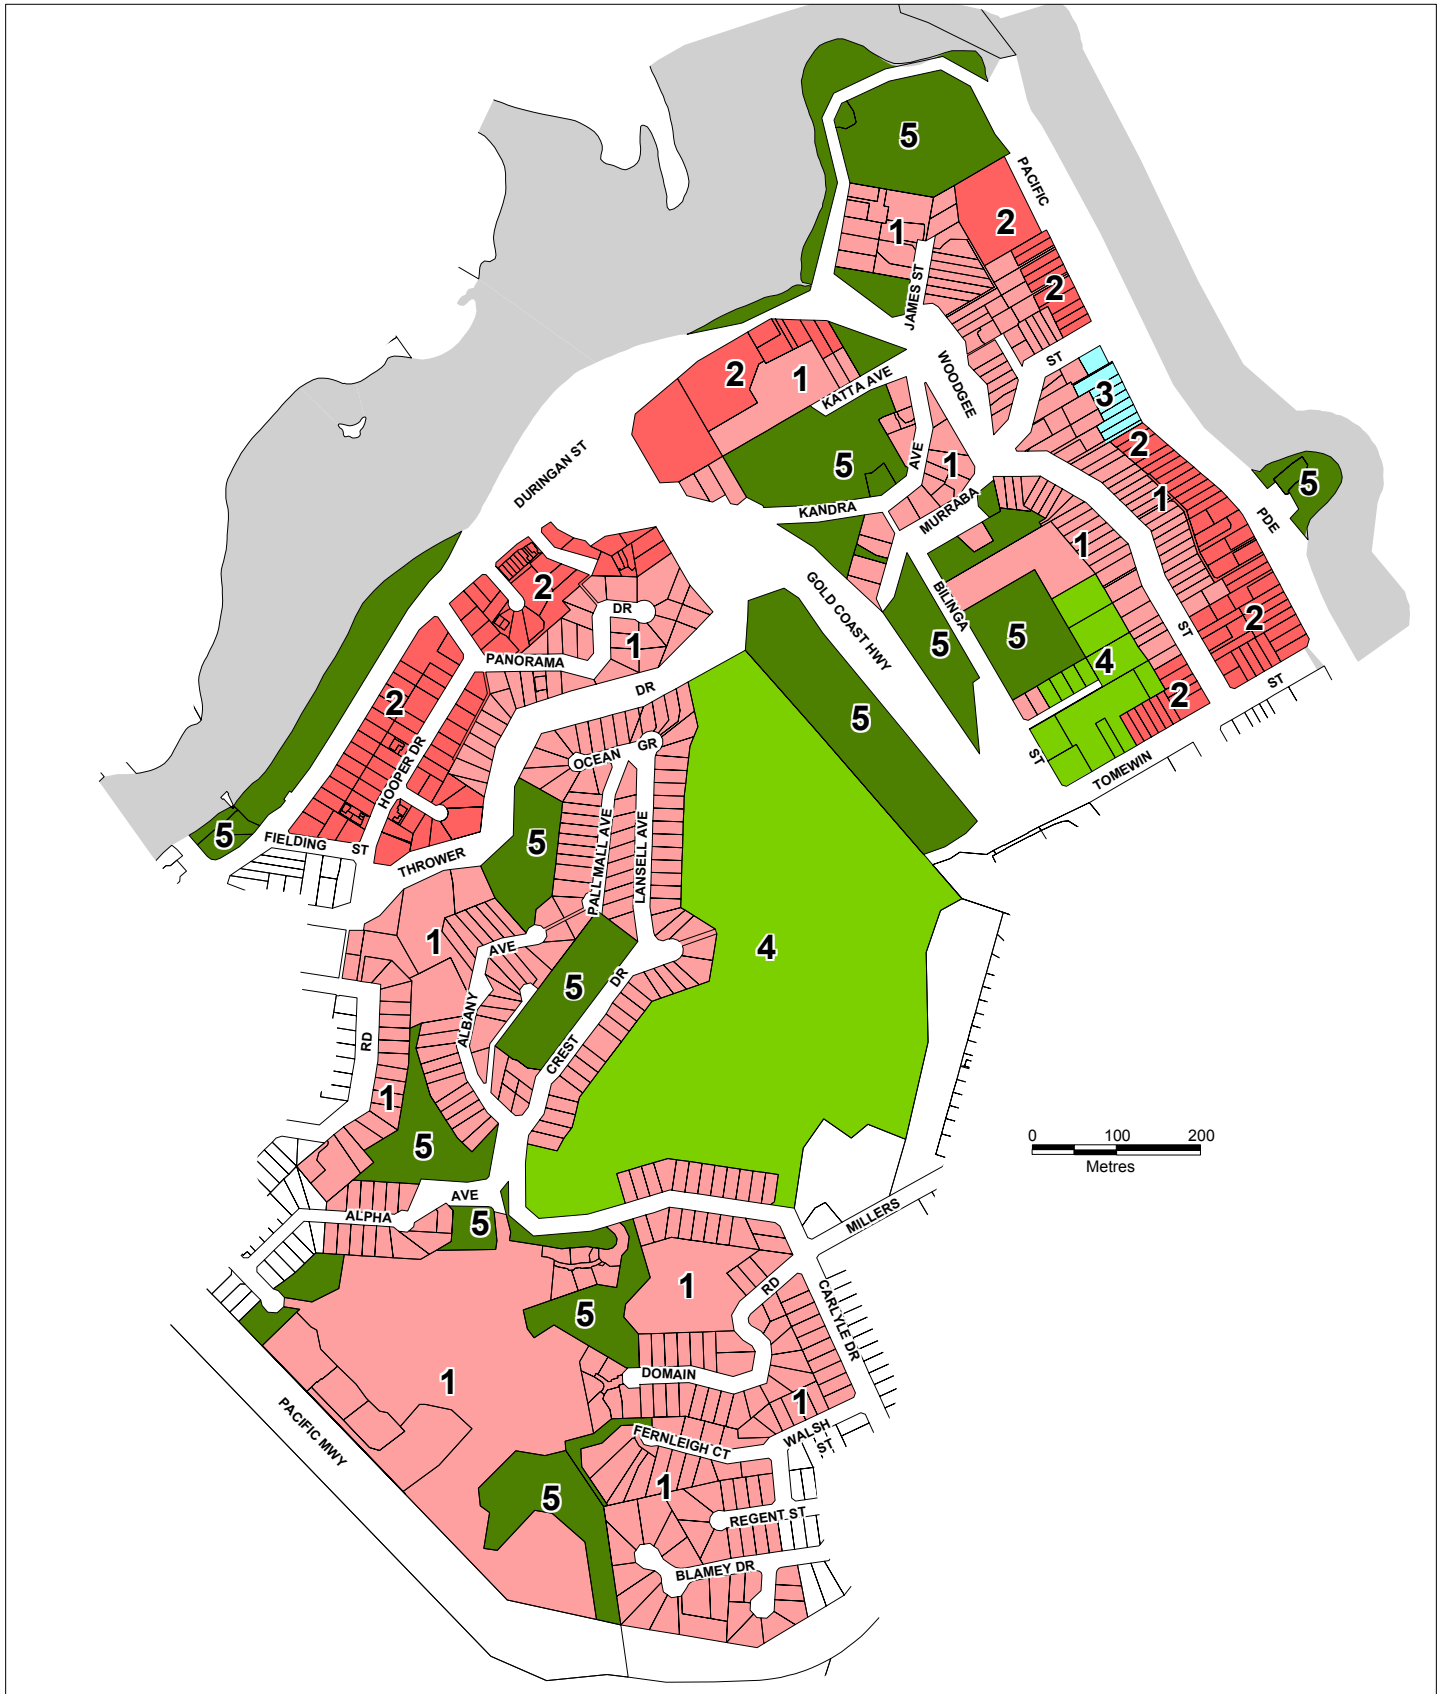 5
PACIFIC
1
2
JAMES ST
2
WOODGEE
ST
2
1
KATTA AVE
3
2
DURINGAN ST
5
AVE
1
5
1
KANDRA
MURRABA
PDE
1
2
DR
GOLD COAST HWY
BILINGA
1
5
5
ST
2
PANORAMA
4
DR
2
2
ST
5
HOOPER DR
OCEAN
GR
ST
TOMEWIN
5
FIELDING
ST
5
PALL MALL AVE
LANSELL AVE
THROWER
1
AVE
4
5
DR
ALBANY
RD
CREST
1
5
0
100
200
Metres
AVE
ALPHA
5
MILLERS
1
RD
5
CARLYLE DR
DOMAIN
1
1
PACIFIC MWY
WALSH
ST
FERNLEIGH CT
1
5
REGENT ST
BLAMEY DR